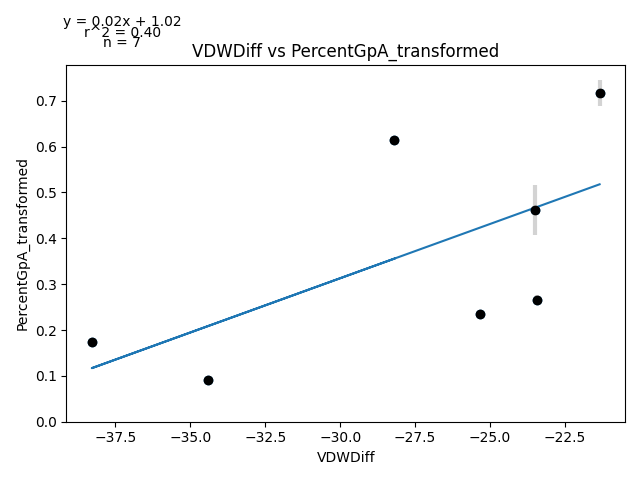 y = 0.02x + 1.02
r^2 = 0.40
n = 7
VDWDiff vs PercentGpA_transformed
PercentGpA_transformed
0.7
0.6
0.5
0.4
0.3
0.2
0.1
0.0
−37.5 −35.0 −32.5 −30.0 −27.5 −25.0 −22.5
VDWDiff